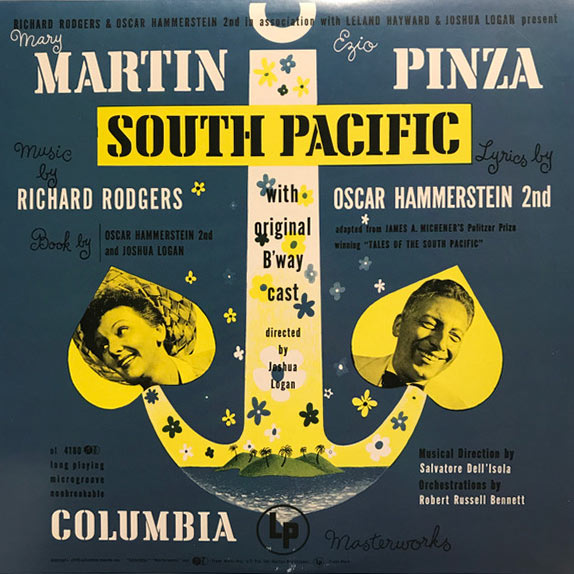 RICHARD RODGERS & OSCAR HAMMERSTEIN 2nd in association with LELAND HAYWARD & JOSHUA LOGAN present
Mary
MARTIN
Ezio
PINZA
SOUTH PACIFIC
Music
by
RICHARD RODGERS
Lyrics by
OSCAR HAMMERSTEIN 2nd
adapted from JAMES A. MICHENER'S Pulitzer Prize
winning "TALES OF THE SOUTH PACIFIC"
Book by
OSCAR HAMMERSTEIN 2nd
and JOSHUA LOGAN
with
original
B'way
cast
directed
by
Joshua
Logan
ol 4180
long playing
microgroove
nonbreakable
Musical Direction by
Salvatore Dell'Isola
Orchestrations by
Robert Russell Bennett
COLUMBIA
LP
Masterworks